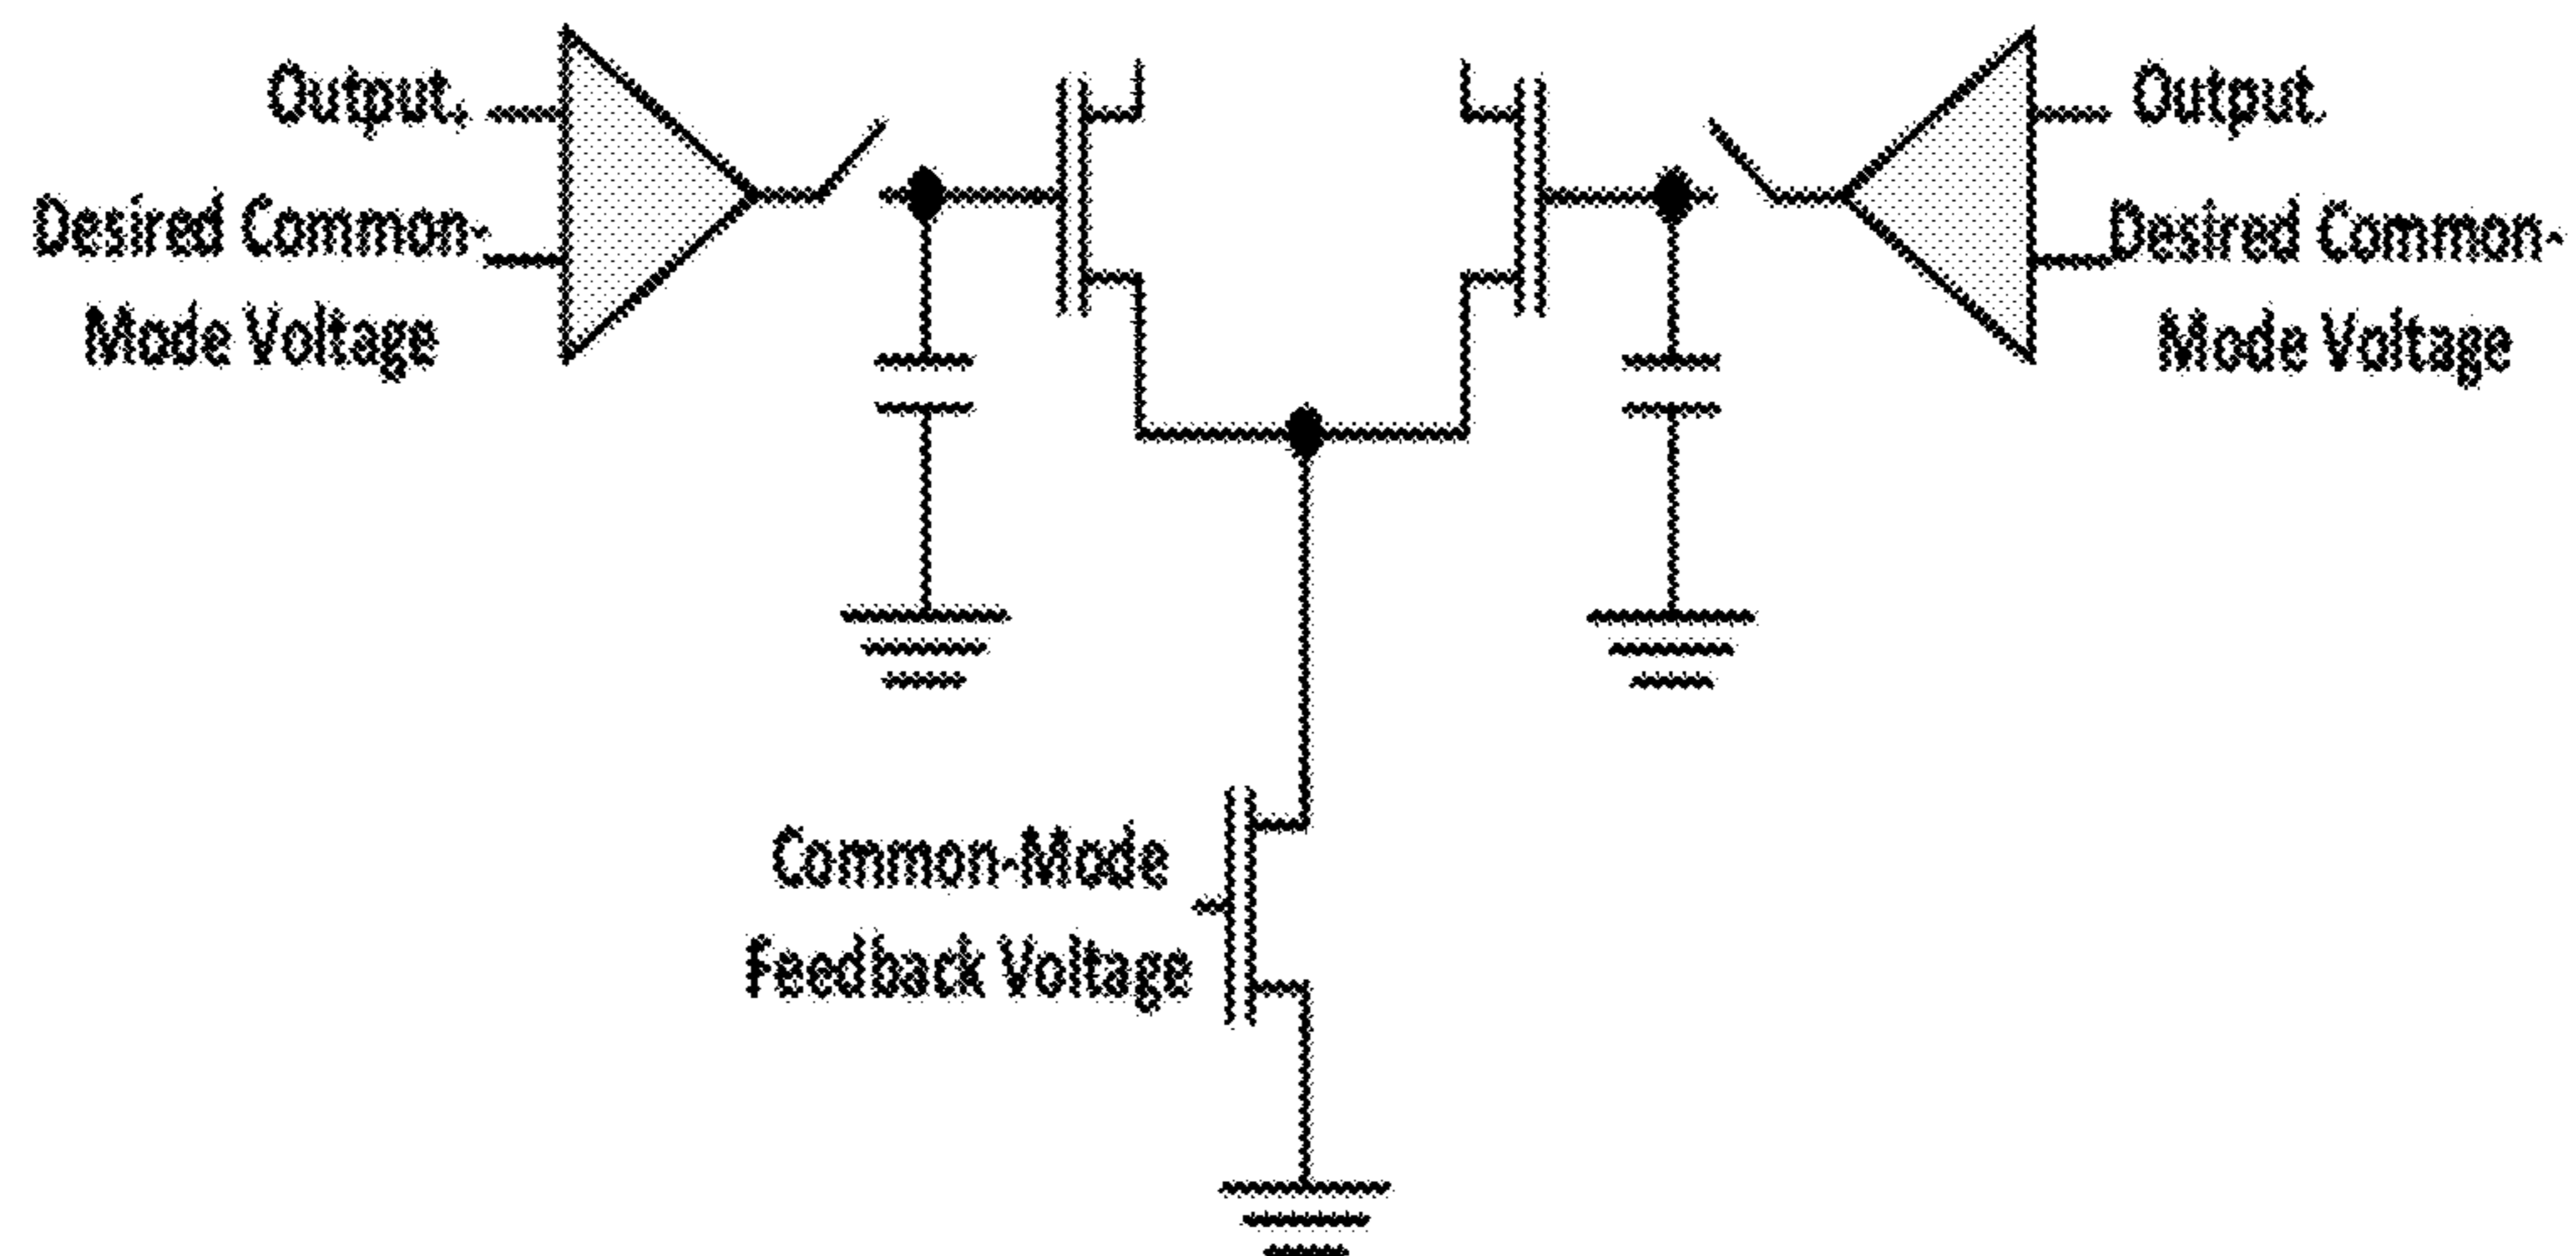 Output+
Desired Common-
Mode Voltage
Output-
Desired Common-
Mode Voltage
Common-Mode
Feedback Voltage